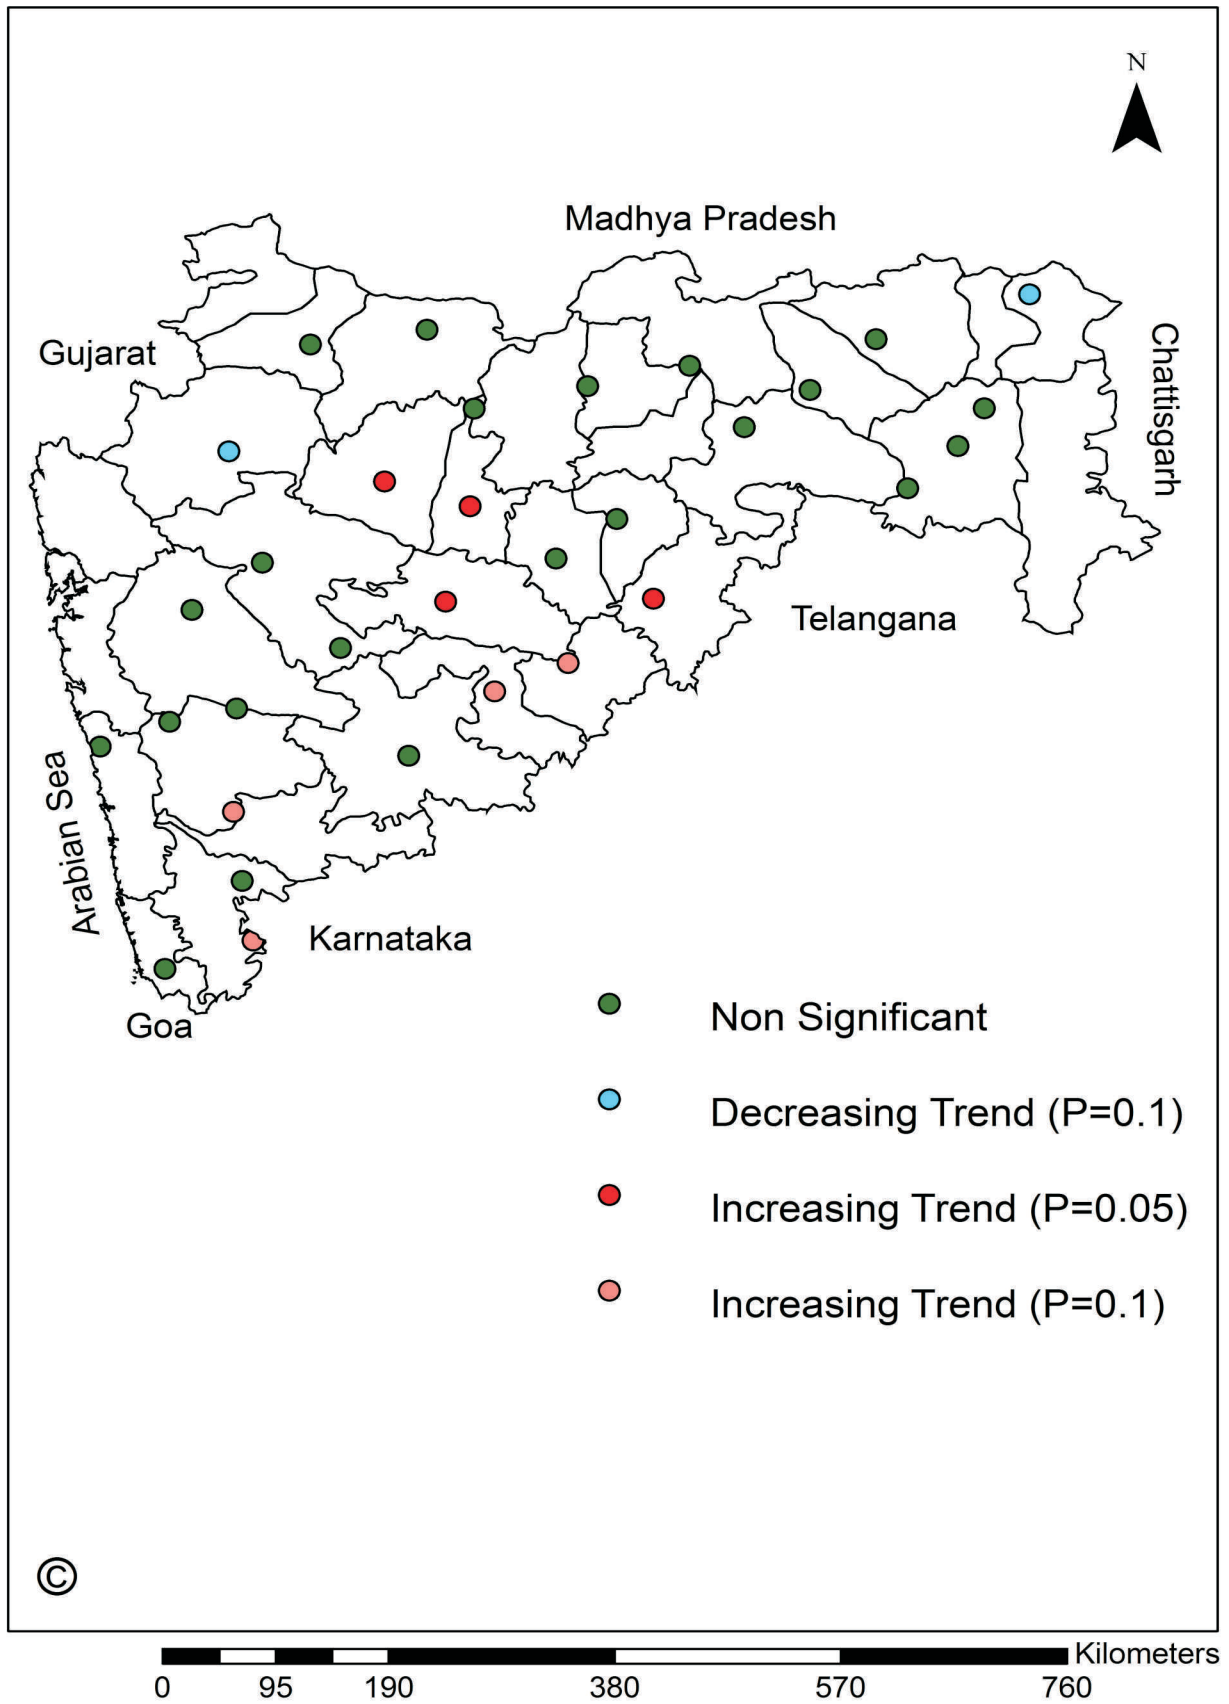 N
Madhya Pradesh
Gujarat
Chattisgarh
Telangana
Arabian Sea
Karnataka
Goa
Non Significant
Decreasing Trend (P=0.1)
Increasing Trend (P=0.05)
Increasing Trend (P=0.1)
©
Kilometers
0 95 190 380 570 760